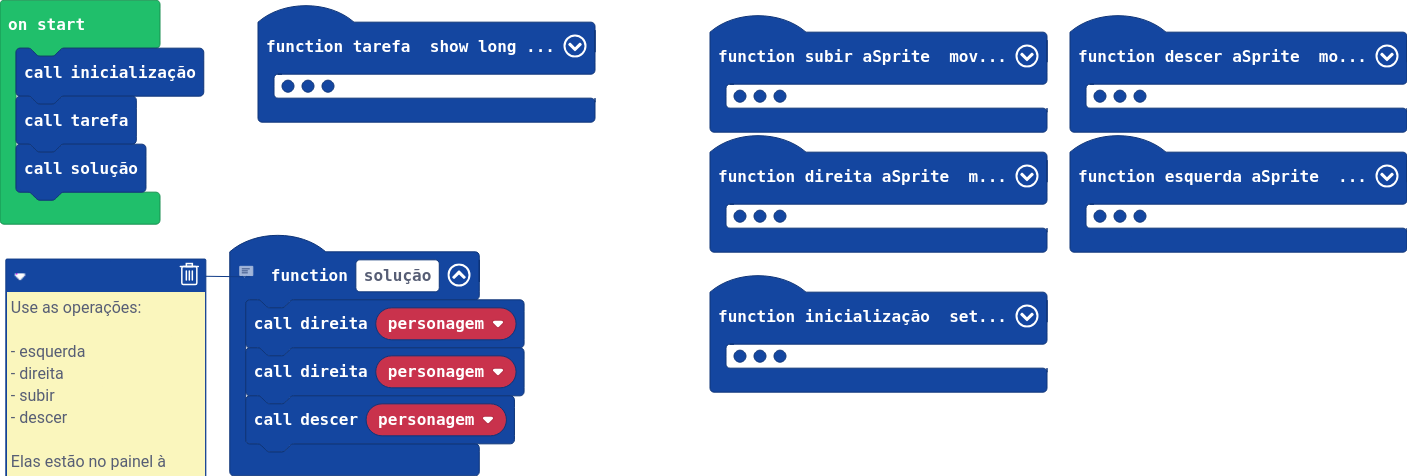 on start
call inicialização
call tarefa
call solução
function tarefa show long ...
function subir aSprite mov...
function descer aSprite mo...
function direita aSprite m...
function esquerda aSprite ...
function inicialização set...
Use as operações:
- esquerda
- direita
- subir
- descer
Elas estão no painel à
function solução
call direita personagem
call direita personagem
call descer personagem